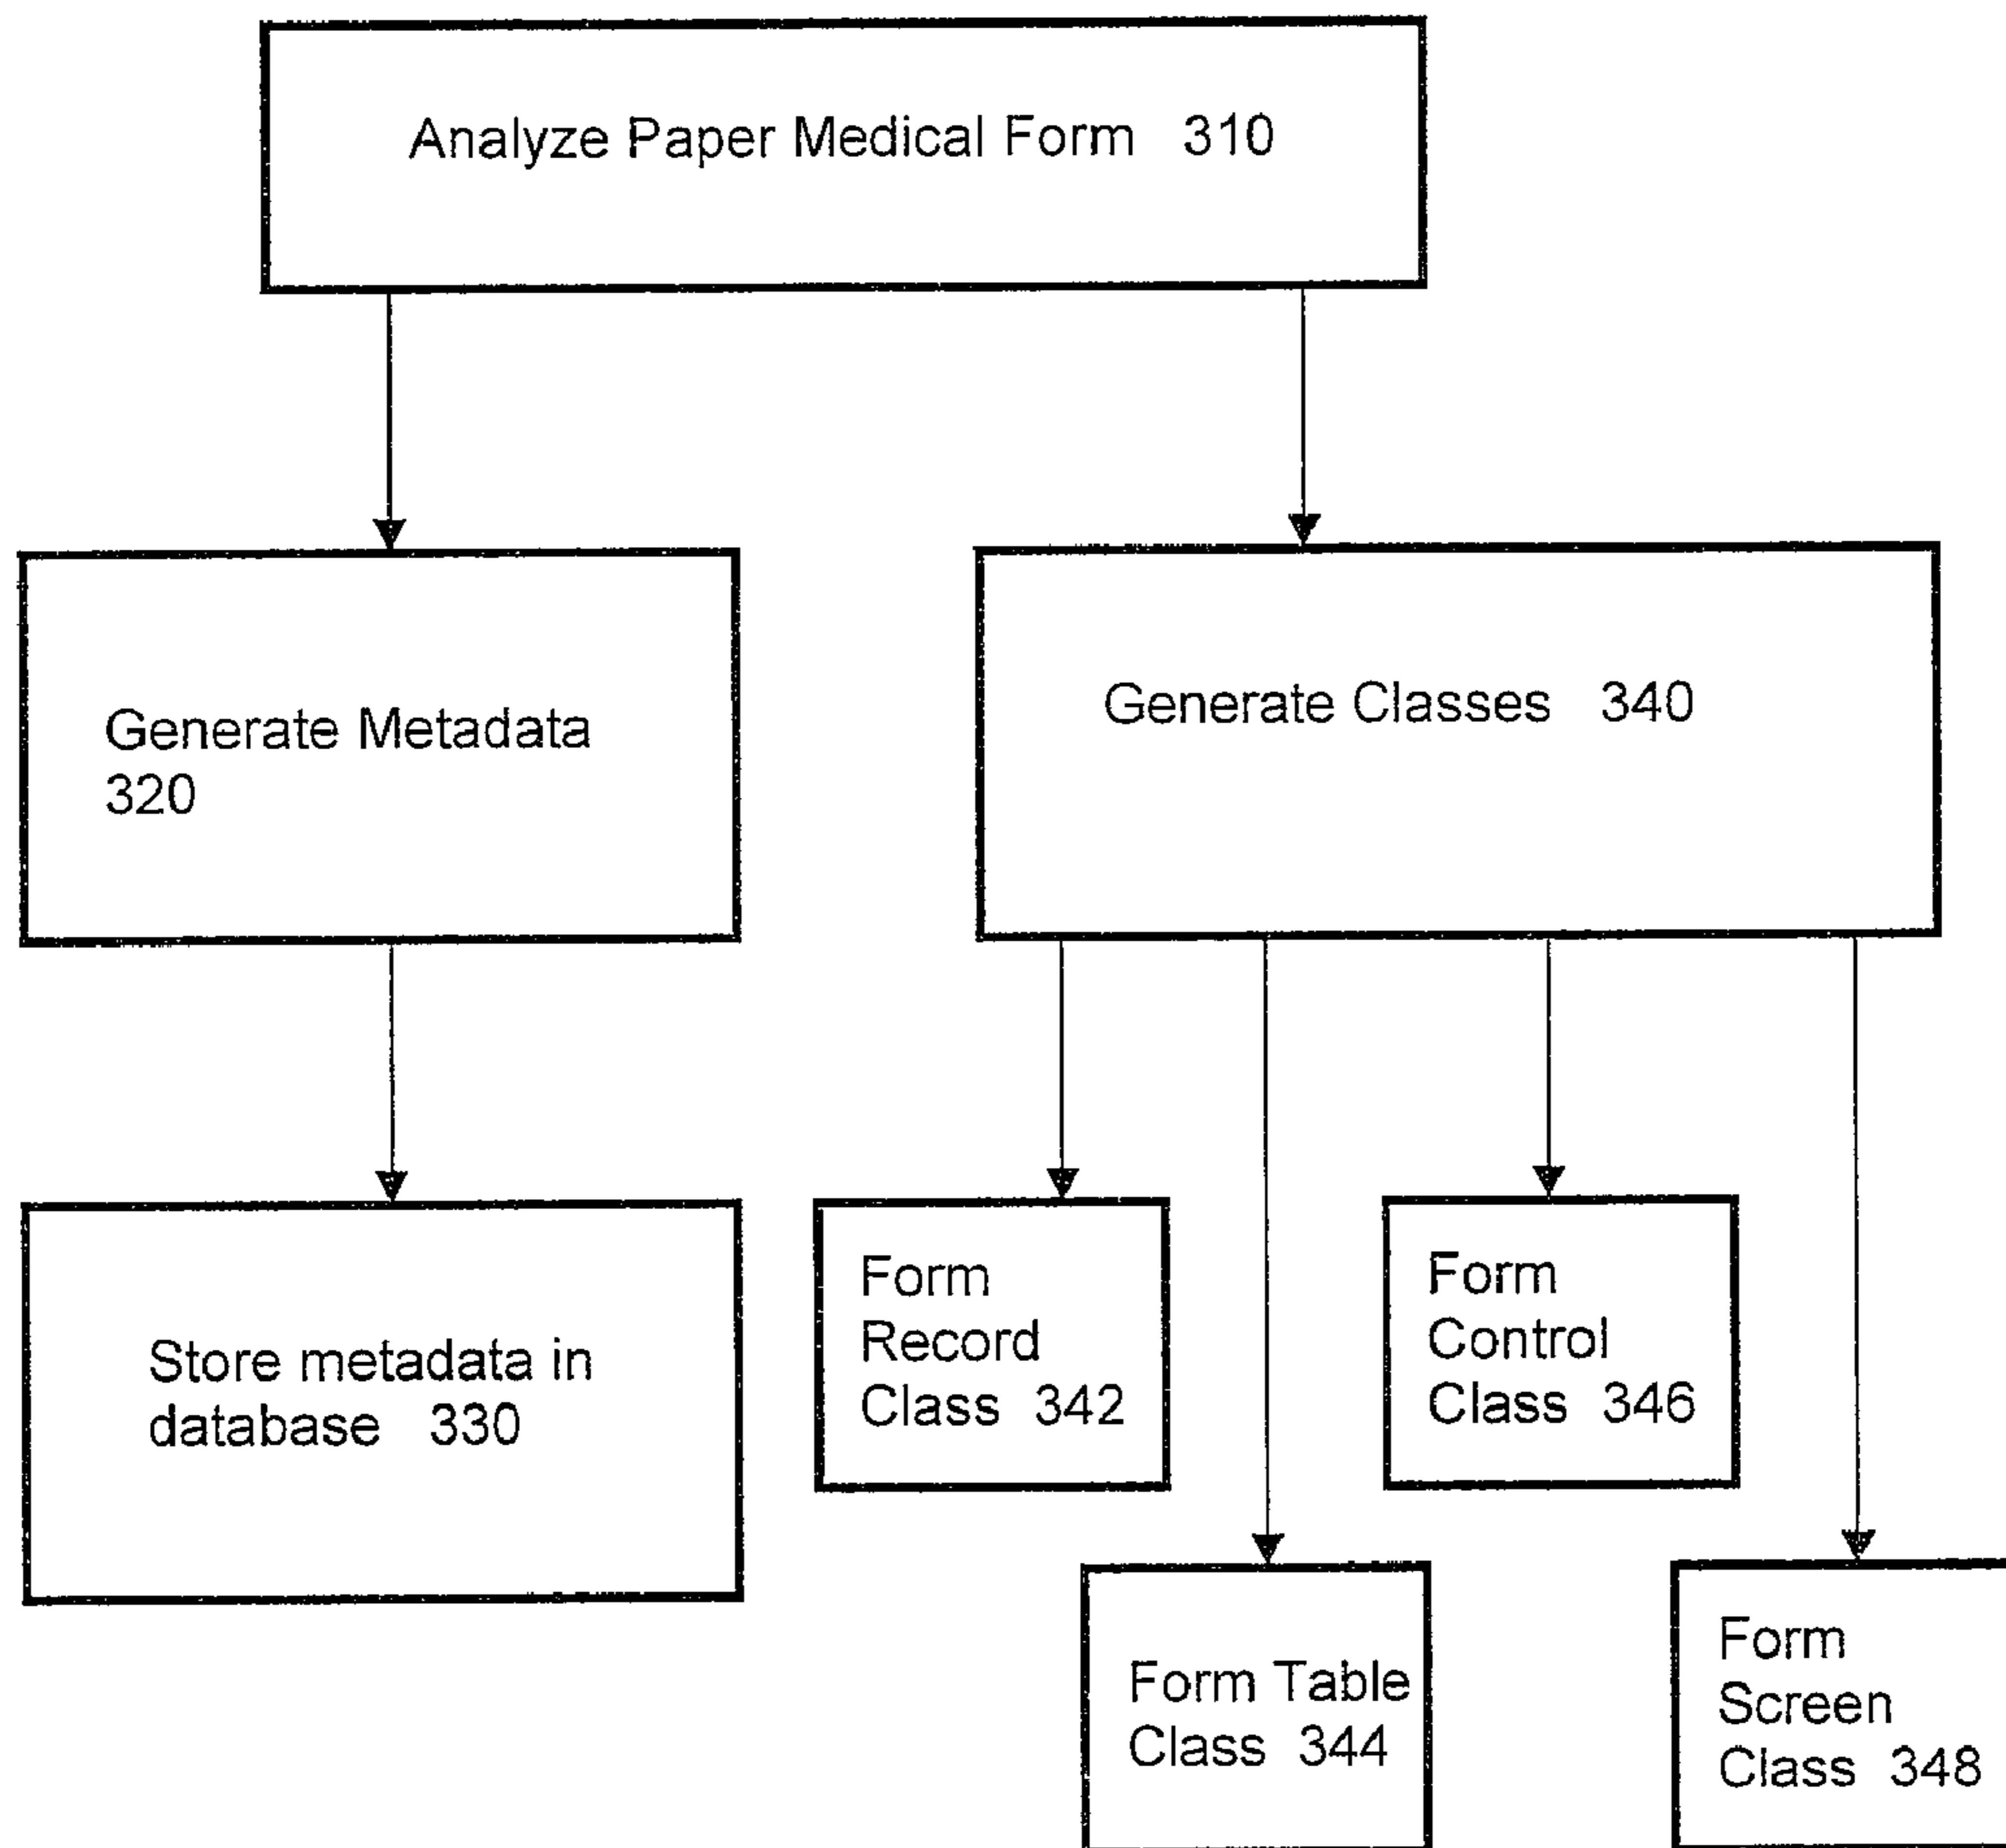 Analyze Paper Medical Form 310
Generate Metadata
320
Generate Classes 340
Store metadata in
database 330
Form
Record
Class 342
Form
Control
Class 346
Form Table
Class 344
Form
Screen
Class 348